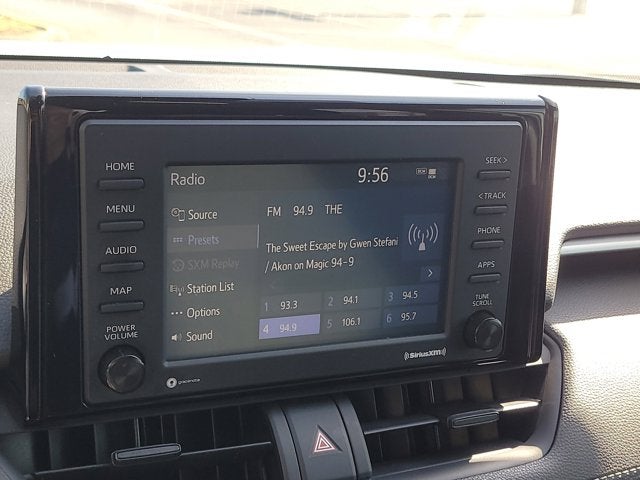 HOME
MENU
AUDIO
MAP
POWER
VOLUME
Radio
9:56
Source
FM 94.9 THE
Presets
The Sweet Escape by Gwen Stefani
/ Akon on Magic 94-9
SXM Replay
Station List
Options
Sound
1 93.3
2 94.1
3 94.5
4 94.9
5 106.1
6 95.7
SEEK >
< TRACK
PHONE
APPS
TUNE
SCROLL
gracenote
((SiriusXM))